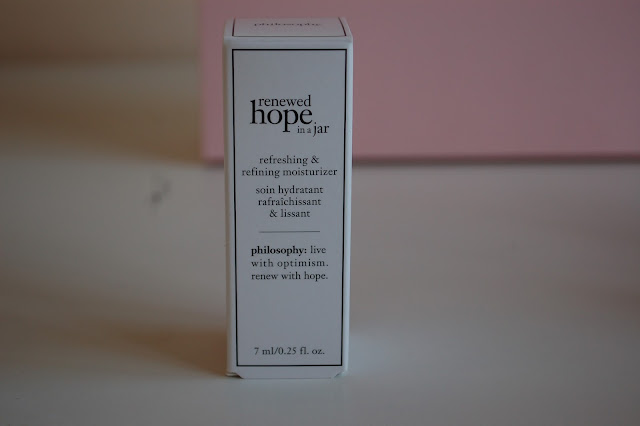 philosophy
renewed
hope
in a jar
refreshing &
refining moisturizer
soin hydratant
rafraîchissant
& lissant
philosophy: live
with optimism.
renew with hope.
7 ml/0.25 fl. oz.